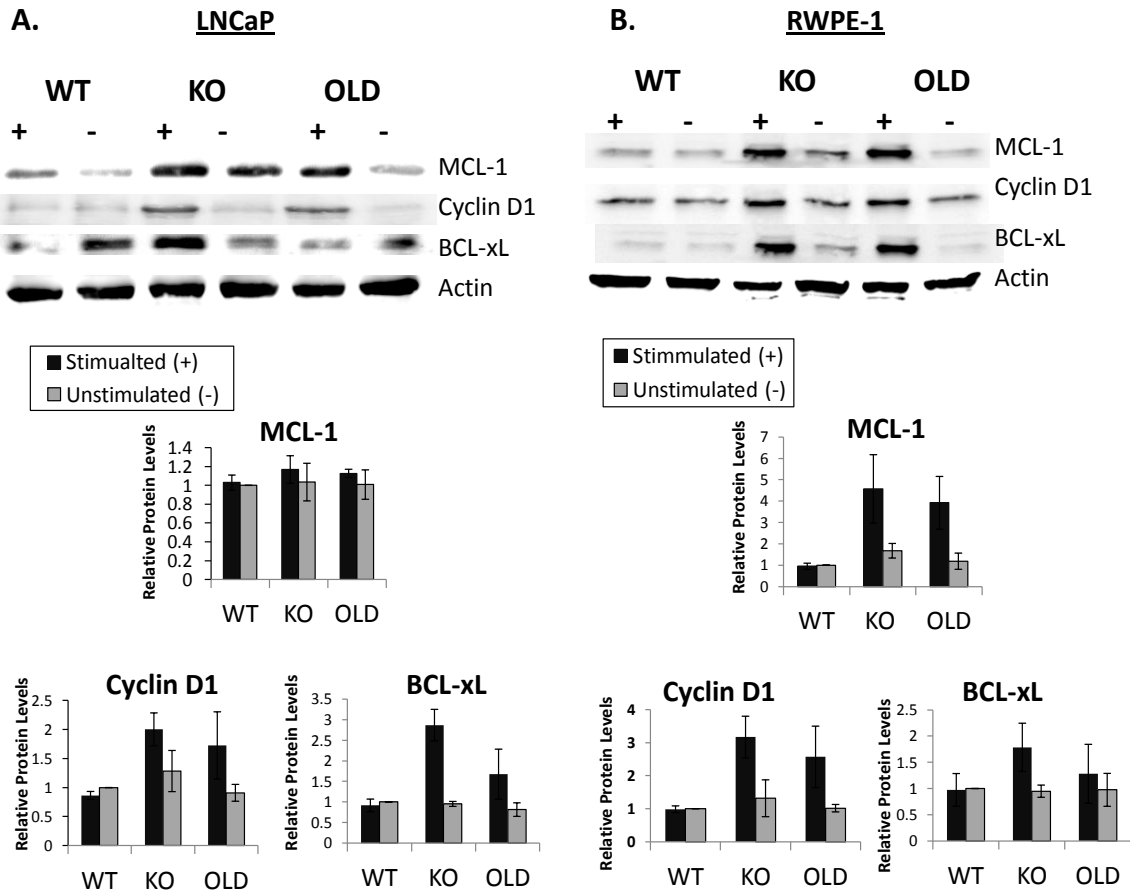 A.
LNCaP
WT KO OLD
+ - + - + -
MCL-1
Cyclin D1
BCL-xL
Actin
Stimualted (+)
Unstimulated (-)
MCL-1
Relative Protein Levels
1.4
1.2
1
0.8
0.6
0.4
0.2
0
WT KO OLD
Cyclin D1
Relative Protein Levels
2.5
2
1.5
1
0.5
0
WT KO OLD
BCL-xL
Relative Protein Levels
3.5
3
2.5
2
1.5
1
0.5
0
WT KO OLD
B.
RWPE-1
WT KO OLD
+ - + - + -
MCL-1
Cyclin D1
BCL-xL
Actin
Stimmulated (+)
Unstimulated (-)
MCL-1
Relative Protein Levels
7
6
5
4
3
2
1
0
WT KO OLD
Cyclin D1
Relative Protein Levels
4
3
2
1
0
WT KO OLD
BCL-xL
Relative Protein Levels
2.5
2
1.5
1
0.5
0
WT KO OLD